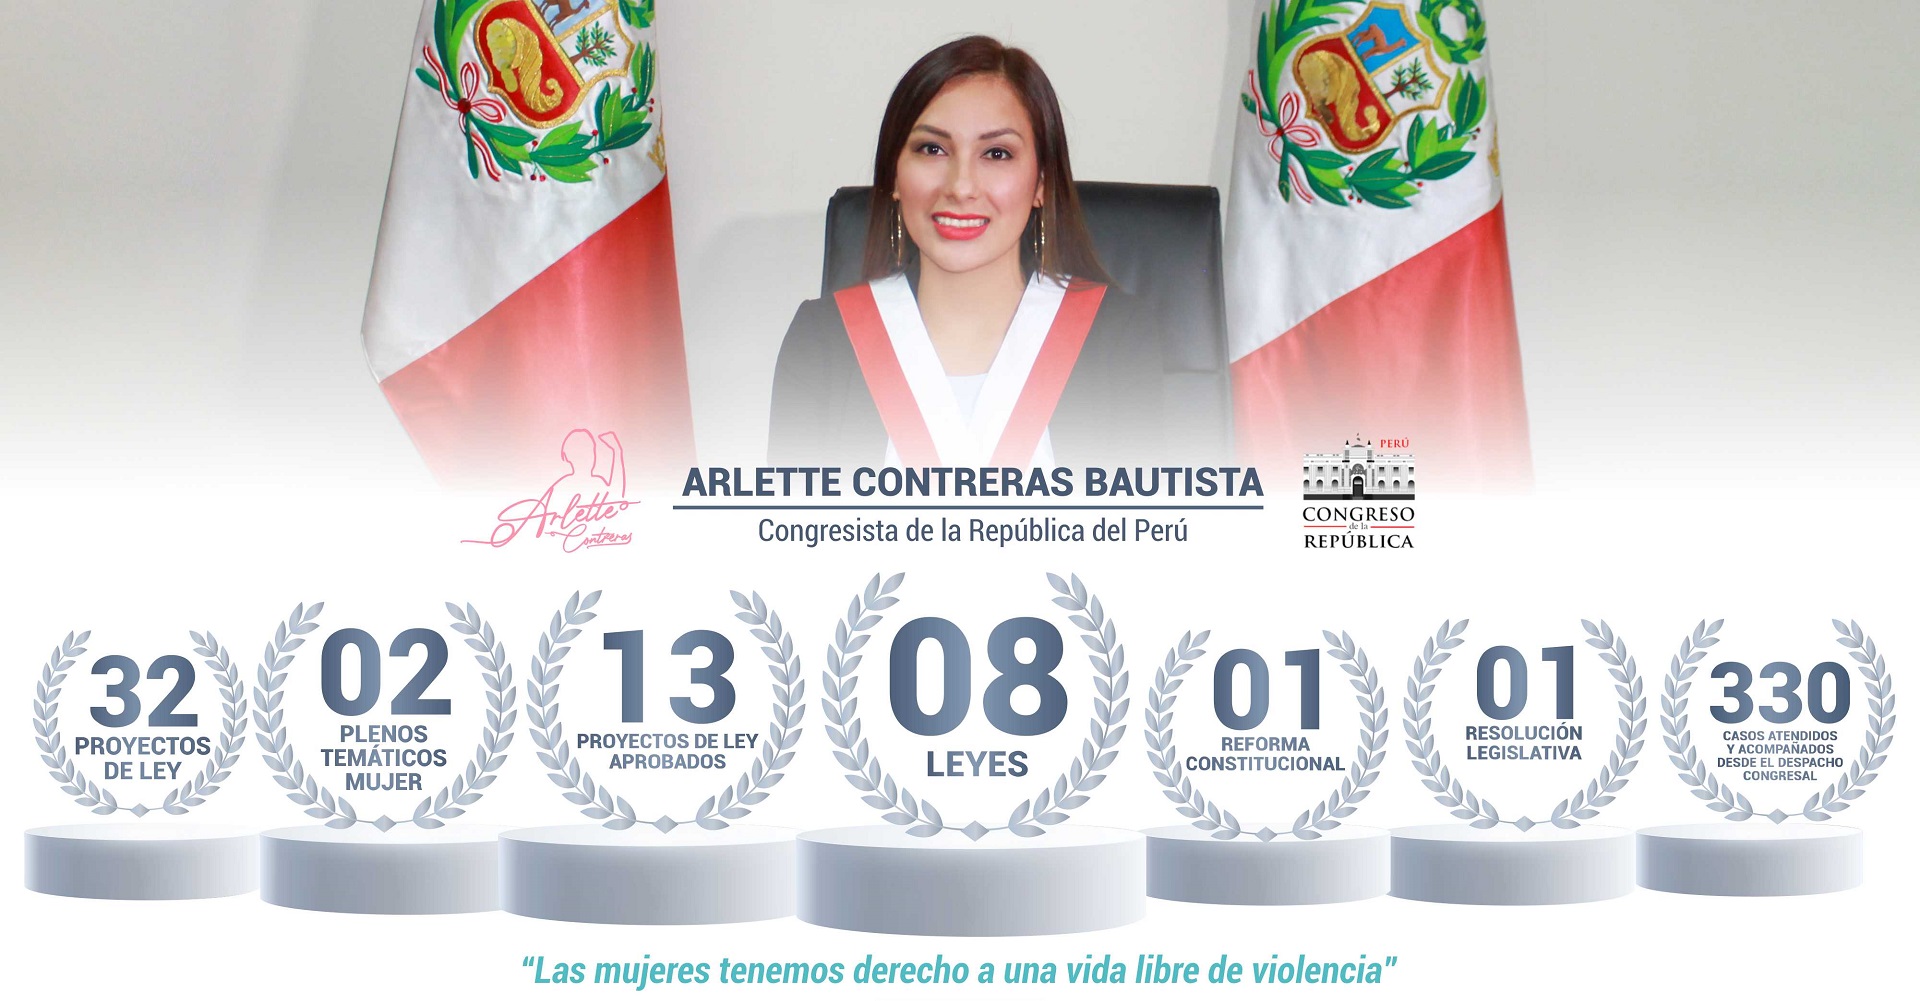 ARLETTE CONTRERAS BAUTISTA
Congresista de la República del Perú
Arlette
Contreras
PERÚ
CONGRESO
de la
REPÚBLICA
32
PROYECTOS
DE LEY
02
PLENOS
TEMÁTICOS
MUJER
13
PROYECTOS DE LEY
APROBADOS
08
LEYES
01
REFORMA
CONSTITUCIONAL
01
RESOLUCIÓN
LEGISLATIVA
330
CASOS ATENDIDOS
Y ACOMPAÑADOS
DESDE EL DESPACHO
CONGRESAL
“Las mujeres tenemos derecho a una vida libre de violencia”